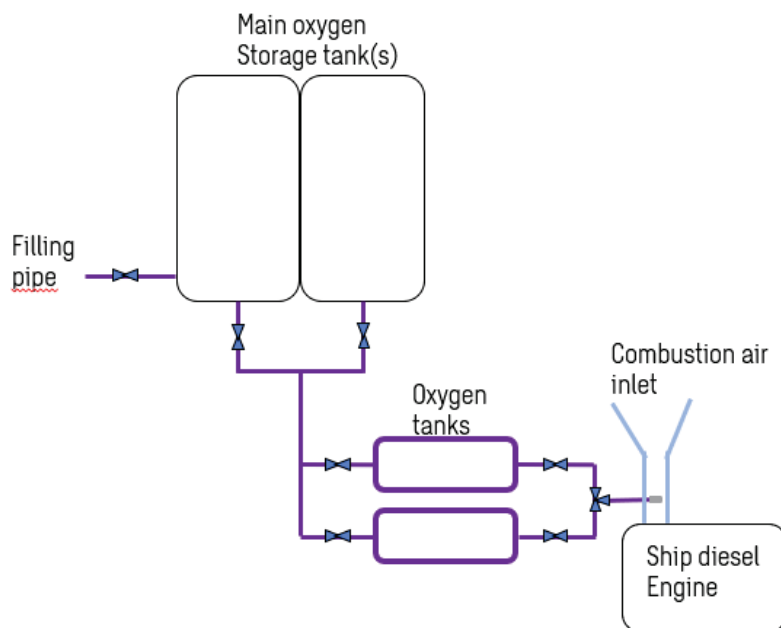 Main oxygen
Storage tank(s)
Filling
pipe
Combustion air
inlet
Oxygen
tanks
Ship diesel
Engine